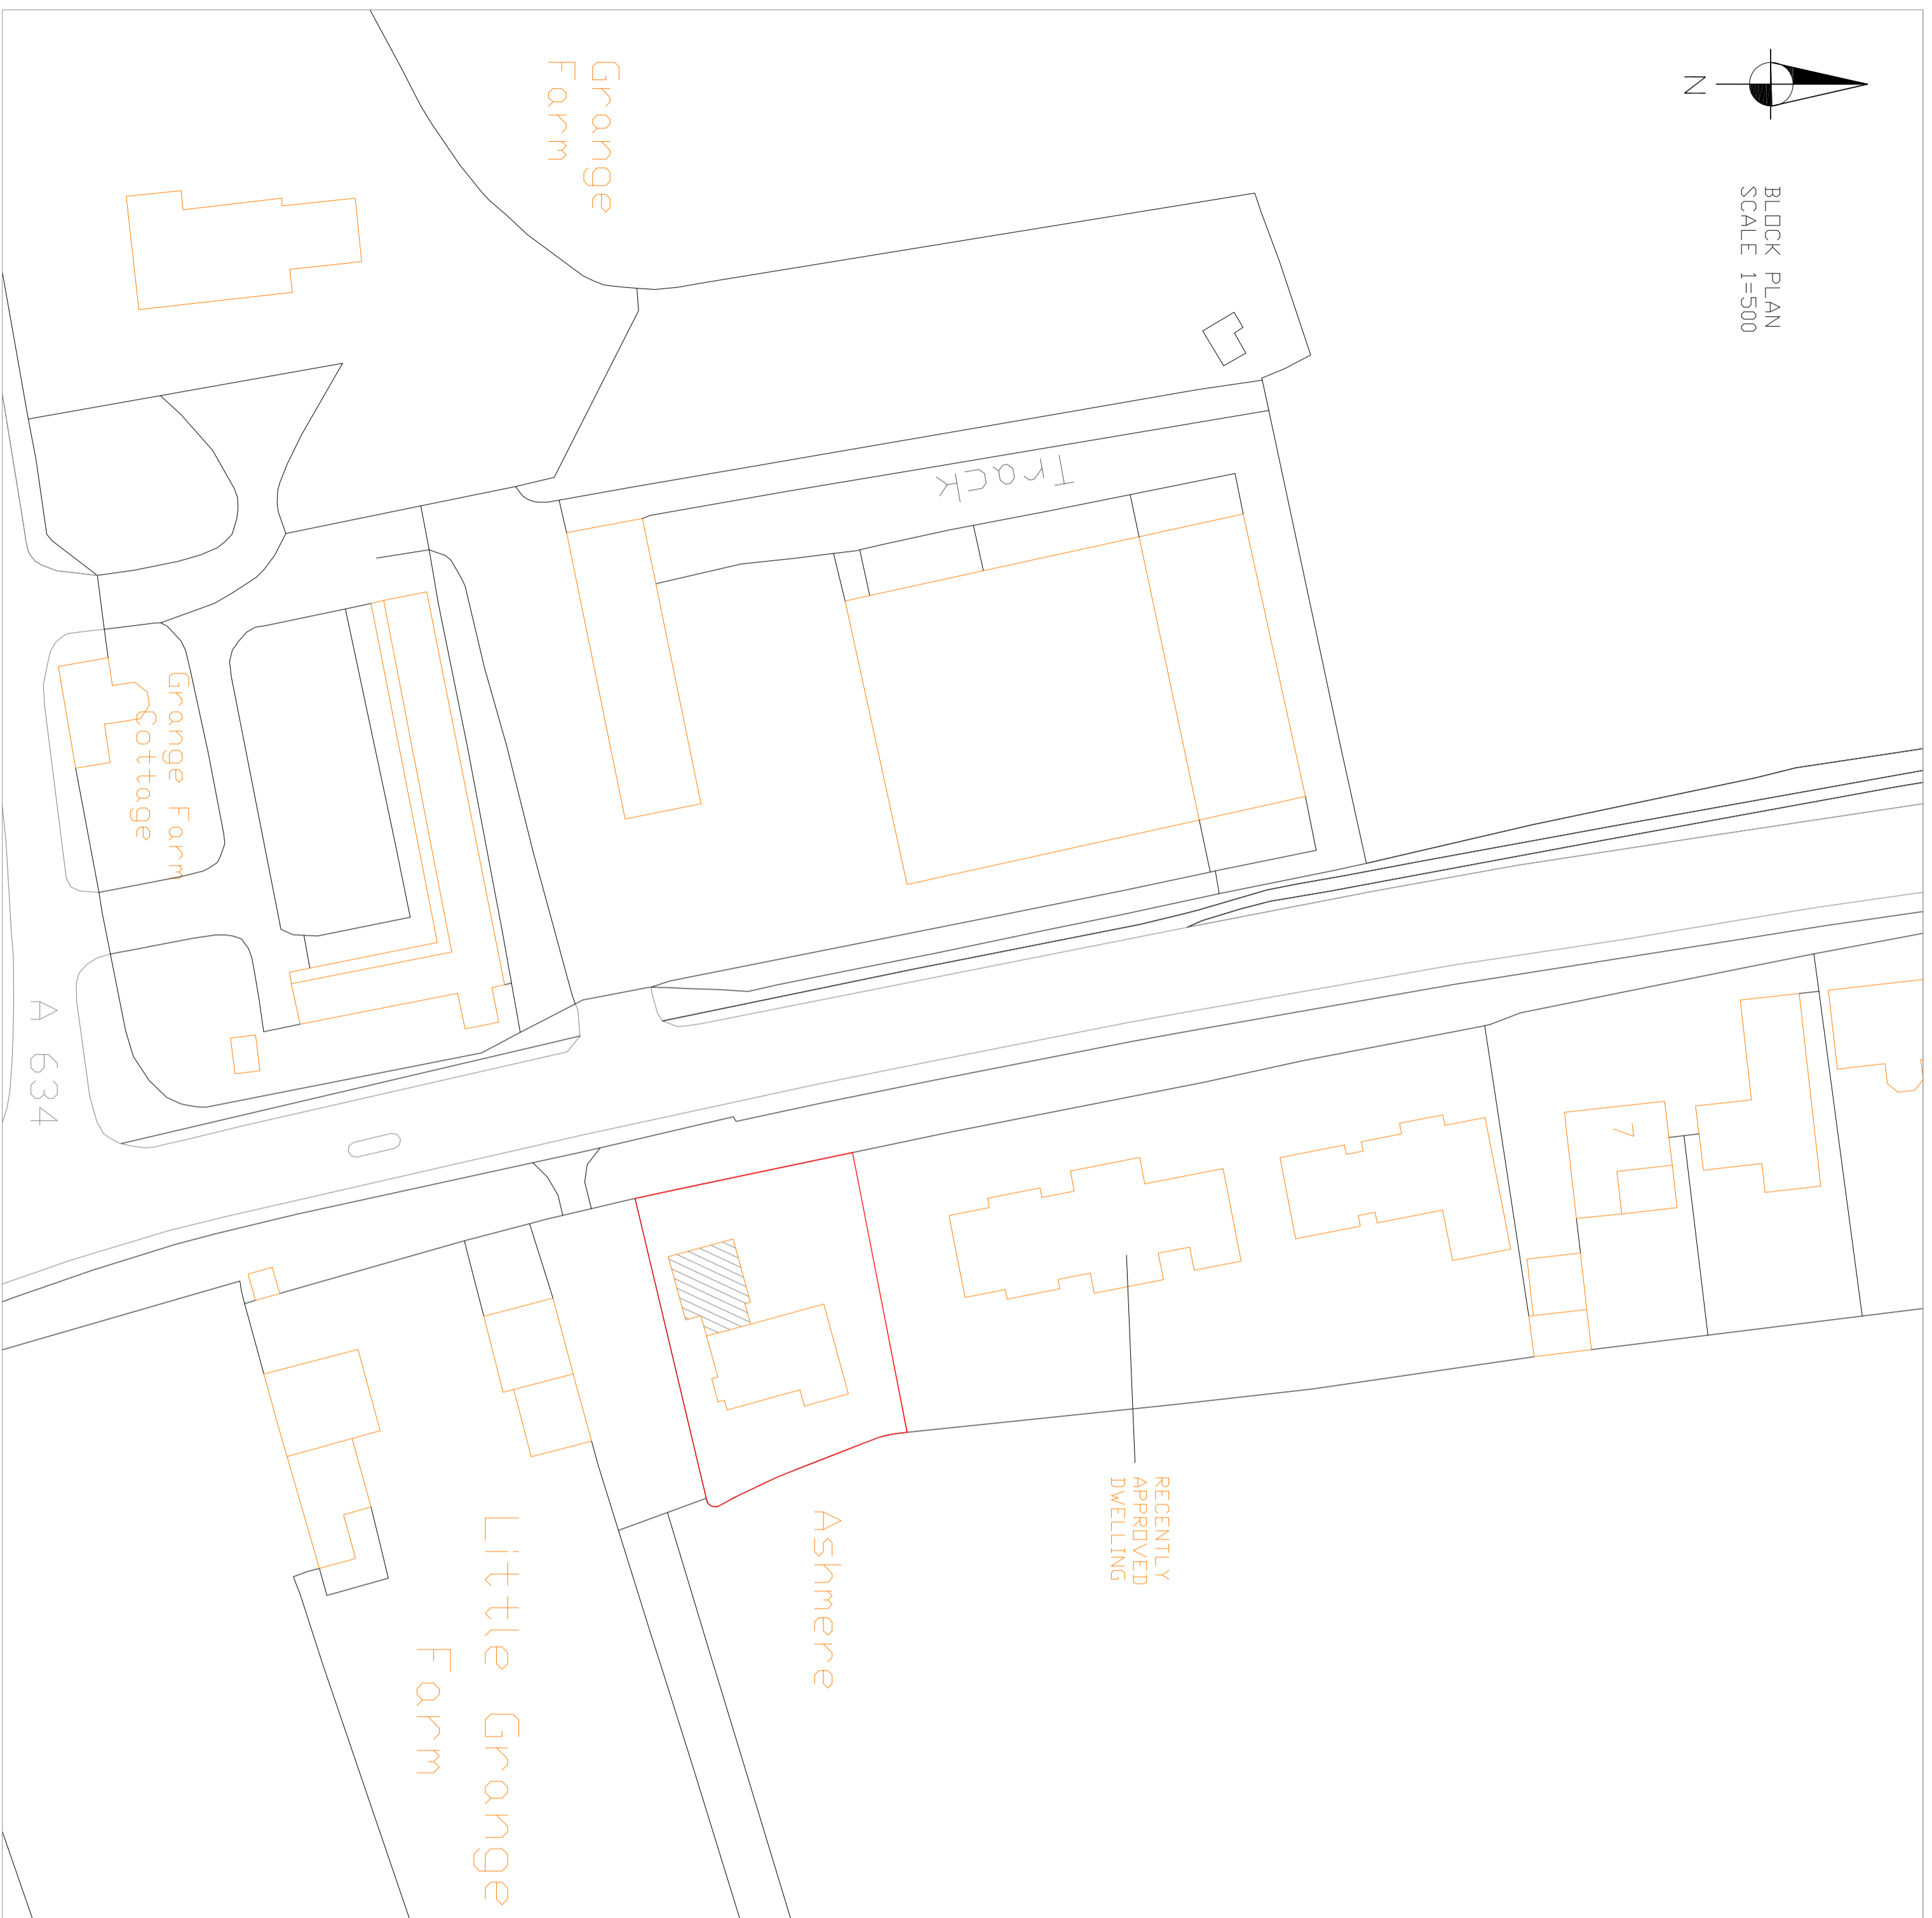 N
BLOCK PLAN
SCALE 1=500
Grange
Farm
Track
Grange Farm
Cottage
A 634
7
RECENTLY
APPROVED
DWELLING
Ashmere
Little Grange
Farm